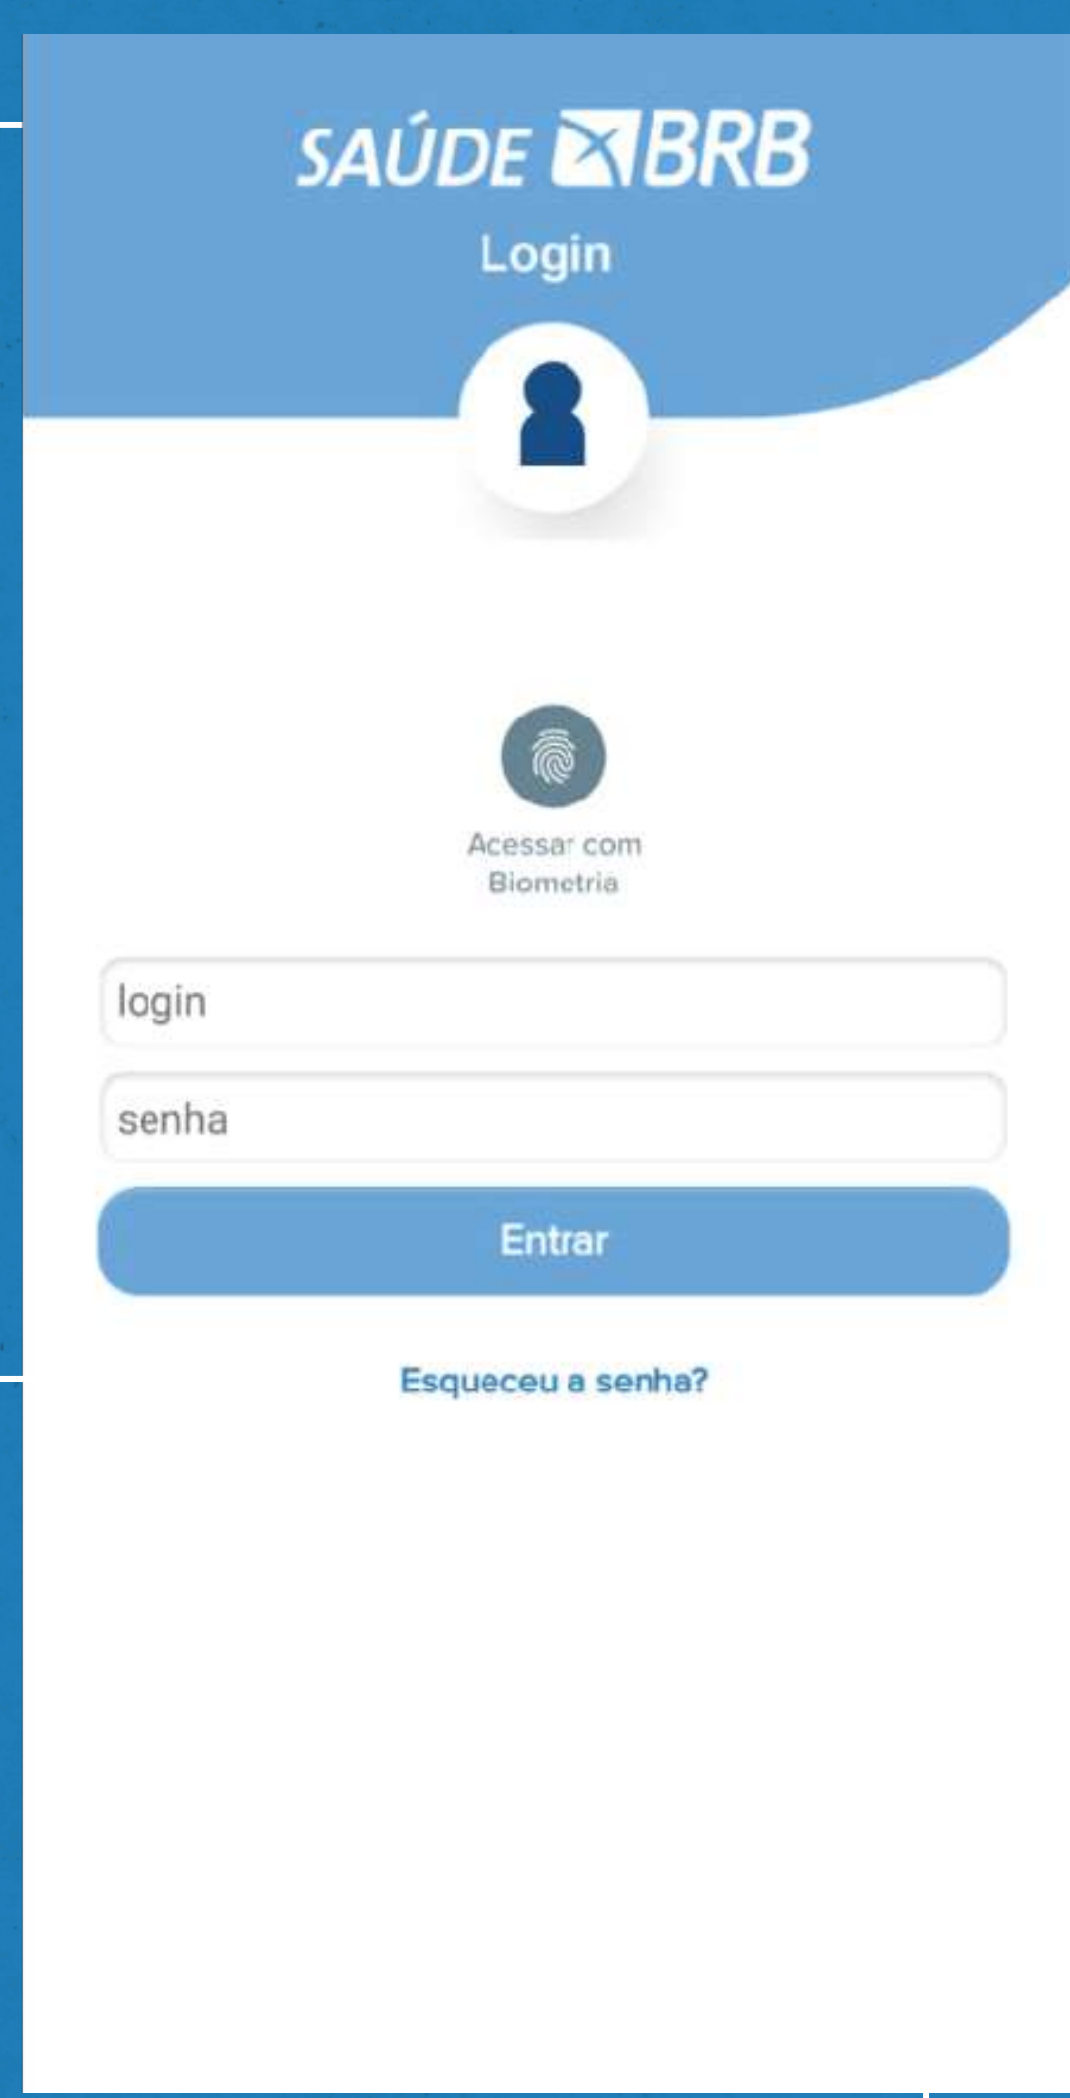 SAÚDE BRB
Login
Acessar com
Biometria
login
senha
Entrar
Esqueceu a senha?